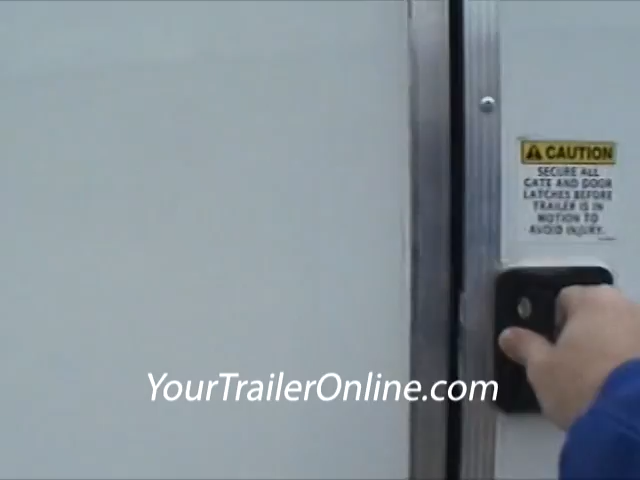 CAUTION
SECURE ALL
GATE AND DOOR
LATCHES BEFORE
TRAILER IS IN
MOTION TO
AVOID INJURY.
YourTrailerOnline.com